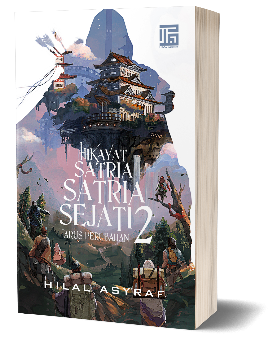 HIKAYAT
SATRIA
SATRIA
SEJATI 2
ARUS PERUBAHAN
HILAL ASYRAF